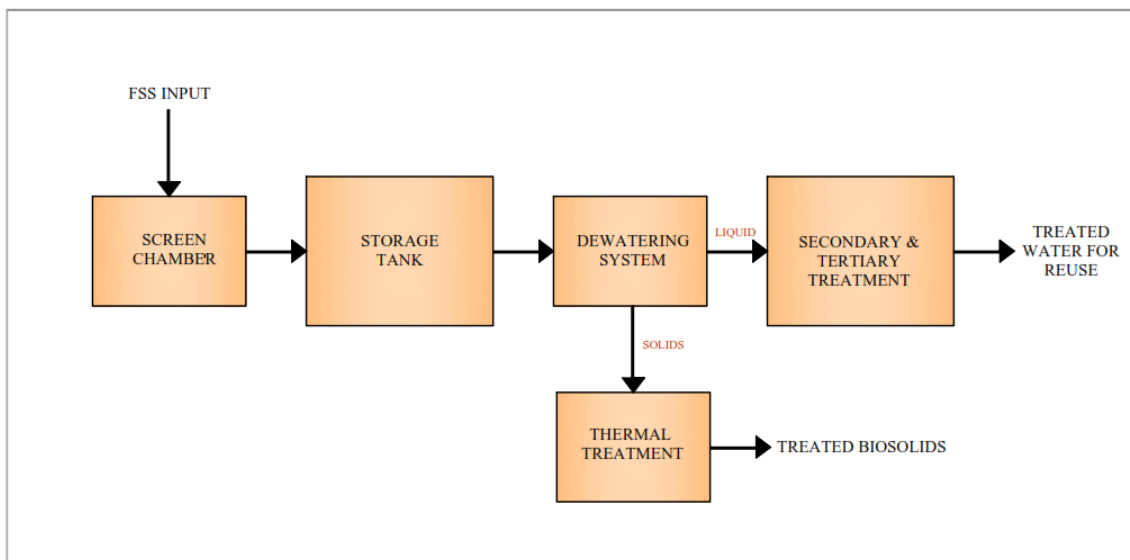 FSS INPUT
SCREEN
CHAMBER
STORAGE
TANK
DEWATERING
SYSTEM
LIQUID
SECONDARY &
TERTIARY
TREATMENT
TREATED
WATER FOR
REUSE
SOLIDS
THERMAL
TREATMENT
TREATED BIOSOLIDS